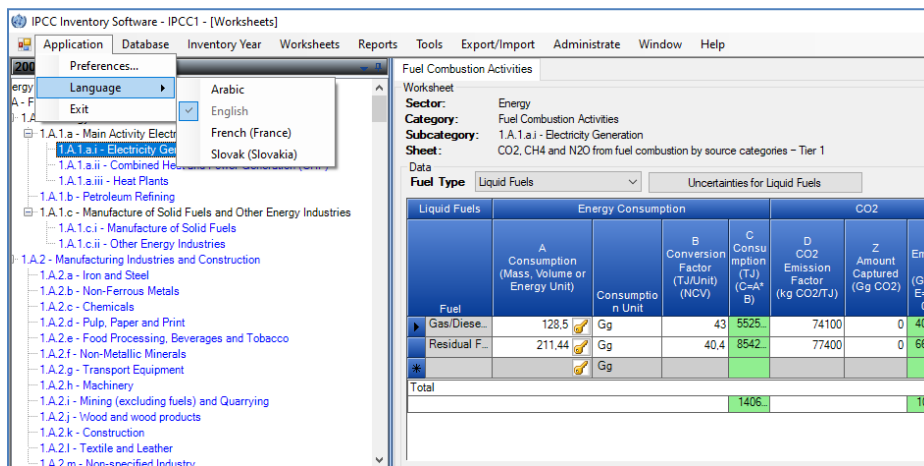 IPCC Inventory Software - IPCC1 - [Worksheets]
Application Database Inventory Year Worksheets Reports Tools Export/Import Administrate Window Help
Preferences...
Language
Exit
Arabic
English
French (France)
Slovak (Slovakia)
1.A.1.a - Main Activity Electr
1.A.1.a.i - Electricity Ge
1.A.1.a.ii - Combined He
1.A.1.a.iii - Heat Plants
1.A.1.b - Petroleum Refining
1.A.1.c - Manufacture of Solid Fuels and Other Energy Industries
1.A.1.c.i - Manufacture of Solid Fuels
1.A.1.c.ii - Other Energy Industries
1.A.2 - Manufacturing Industries and Construction
1.A.2.a - Iron and Steel
1.A.2.b - Non-Ferrous Metals
1.A.2.c - Chemicals
1.A.2.d - Pulp, Paper and Print
1.A.2.e - Food Processing, Beverages and Tobacco
1.A.2.f - Non-Metallic Minerals
1.A.2.g - Transport Equipment
1.A.2.h - Machinery
1.A.2.i - Mining (excluding fuels) and Quarrying
1.A.2.j - Wood and wood products
1.A.2.k - Construction
1.A.2.l - Textile and Leather
1.A.2.m - Non-specified Industry
Fuel Combustion Activities
Worksheet
Sector: Energy
Category: Fuel Combustion Activities
Subcategory: 1.A.1.a.i - Electricity Generation
Sheet: CO2, CH4 and N2O from fuel combustion by source categories – Tier 1
Data
Fuel Type Liquid Fuels Uncertainties for Liquid Fuels
Liquid Fuels Energy Consumption CO2
Fuel
A
Consumption
(Mass, Volume or
Energy Unit)
Consumptio
n Unit
B
Conversion
Factor
(TJ/Unit)
(NCV)
C
Consu
mption
(TJ)
(C=A*
B)
D
CO2
Emission
Factor
(kg CO2/TJ)
Z
Amount
Captured
(Gg CO2)
Gas/Diese... 128,5 Gg 43 5525... 74100 0
Residual F... 211,44 Gg 40,4 8542... 77400 0
Gg
Total
1406...